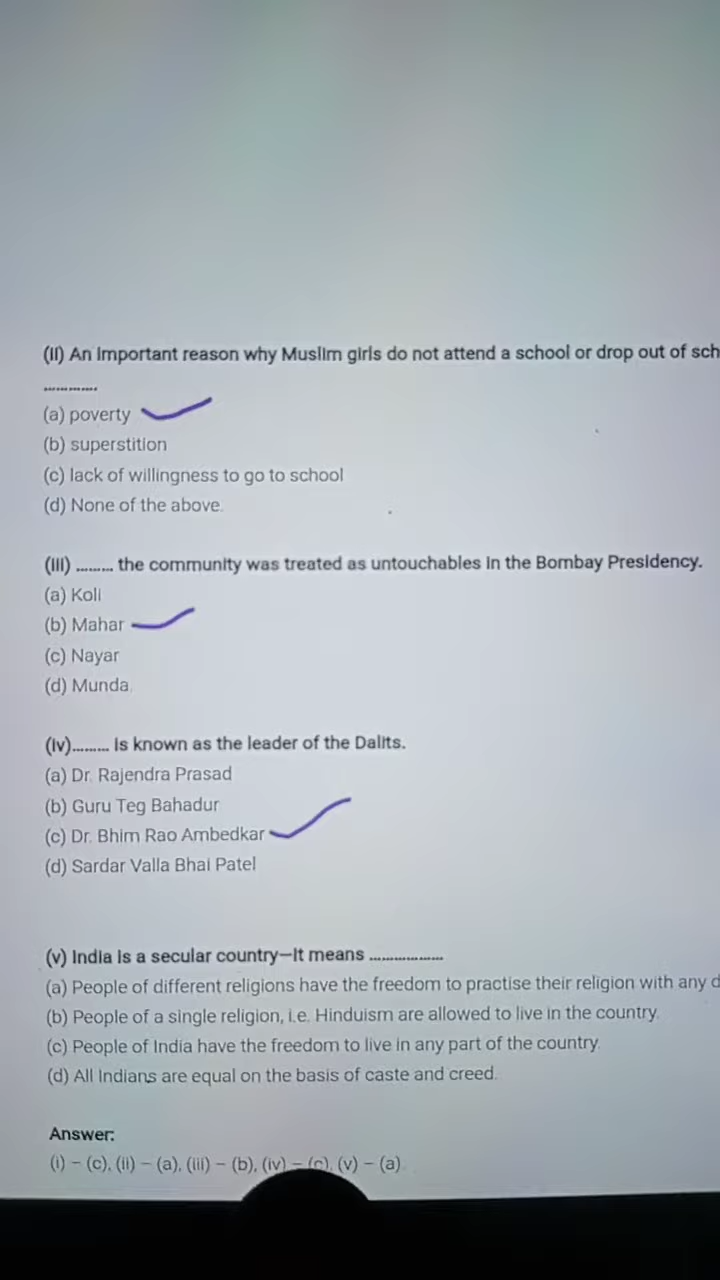 (ii) An important reason why Muslim girls do not attend a school or drop out of sch
.............
(a) poverty
(b) superstition
(c) lack of willingness to go to school
(d) None of the above.
(iii) ......... the community was treated as untouchables in the Bombay Presidency.
(a) Koli
(b) Mahar
(c) Nayar
(d) Munda.
(iv)......... is known as the leader of the Dalits.
(a) Dr. Rajendra Prasad
(b) Guru Teg Bahadur
(c) Dr. Bhim Rao Ambedkar
(d) Sardar Valla Bhai Patel
(v) India is a secular country—It means ..................
(a) People of different religions have the freedom to practise their religion with any d
(b) People of a single religion, i.e. Hinduism are allowed to live in the country.
(c) People of India have the freedom to live in any part of the country.
(d) All Indians are equal on the basis of caste and creed.
Answer:
(i) – (c), (ii) – (a), (iii) – (b), (iv) – (c), (v) – (a).